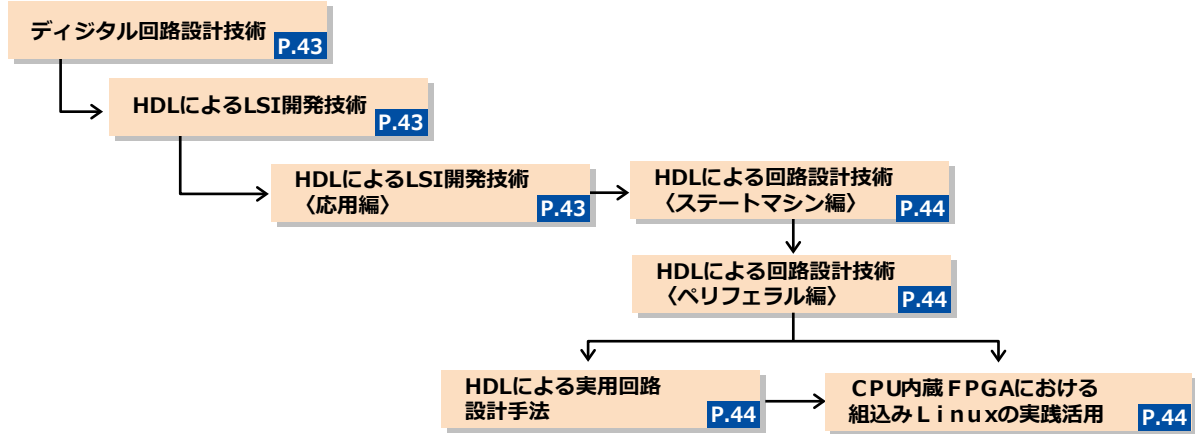 ディジタル回路設計技術
P.43
HDLによるLSI開発技術
P.43
HDLによるLSI開発技術
〈応用編〉
P.43
HDLによる回路設計技術
〈ステートマシン編〉
P.44
HDLによる回路設計技術
〈ペリフェラル編〉
P.44
HDLによる実用回路
設計手法
P.44
CPU内蔵FPGAにおける
組込みLinuxの実践活用
P.44